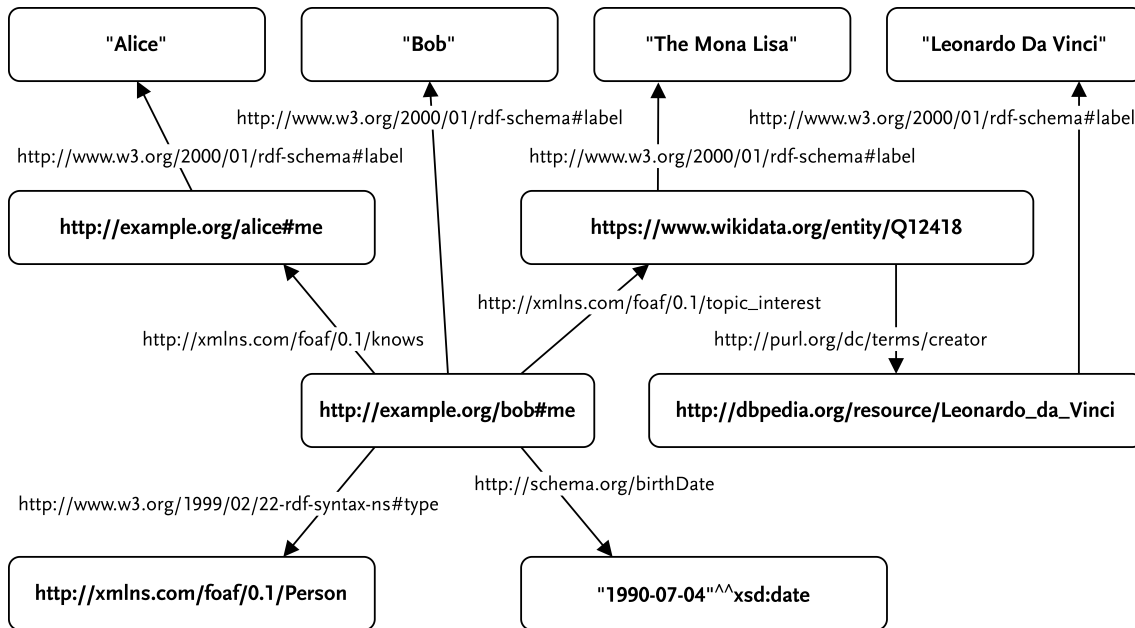 "Alice"
"Bob"
"The Mona Lisa"
"Leonardo Da Vinci"
http://www.w3.org/2000/01/rdf-schema#label
http://www.w3.org/2000/01/rdf-schema#label
http://www.w3.org/2000/01/rdf-schema#label
http://www.w3.org/2000/01/rdf-schema#label
http://example.org/alice#me
https://www.wikidata.org/entity/Q12418
http://xmlns.com/foaf/0.1/topic_interest
http://xmlns.com/foaf/0.1/knows
http://purl.org/dc/terms/creator
http://example.org/bob#me
http://dbpedia.org/resource/Leonardo_da_Vinci
http://schema.org/birthDate
http://www.w3.org/1999/02/22-rdf-syntax-ns#type
http://xmlns.com/foaf/0.1/Person
"1990-07-04"^^xsd:date